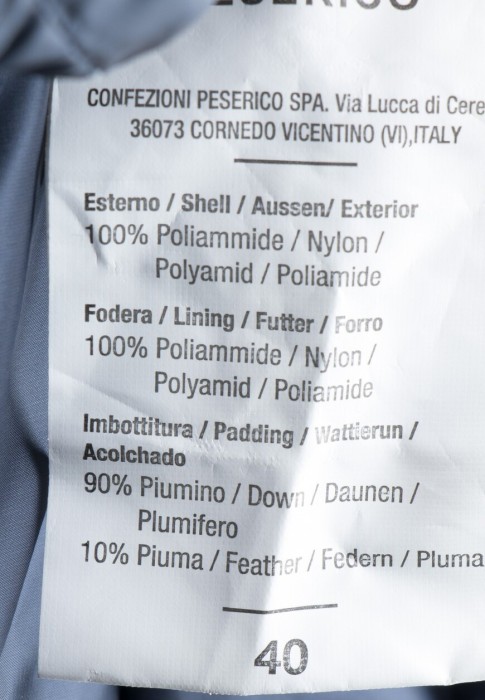 PESERICO
CONFEZIONI PESERICO SPA. Via Lucca di Cere
36073 CORNEDO VICENTINO (VI),ITALY
Esterno / Shell / Aussen/ Exterior
100% Poliammide / Nylon /
Polyamid / Poliamide
Fodera / Lining / Futter / Forro
100% Poliammide / Nylon /
Polyamid / Poliamide
Imbottitura / Padding / Wattierun /
Acolchado
90% Piumino / Down / Daunen /
Plumifero
10% Piuma / Feather / Federn / Pluma
40